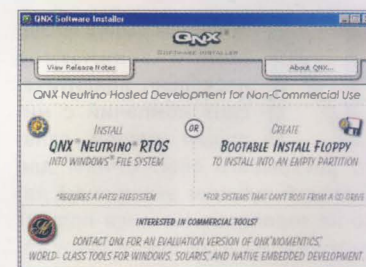 QNX Software Installer
QNX®
SOFTWARE INSTALLER
View Release Notes
About QNX...
QNX Neutrino Hosted Development for Non-Commercial Use
INSTALL
QNX® NEUTRINO® RTOS
INTO WINDOWS® FILE SYSTEM
*REQUIRES A FAT32 FILESYSTEM
OR
CREATE
BOOTABLE INSTALL FLOPPY
TO INSTALL INTO AN EMPTY PARTITION
*FOR SYSTEMS THAT CAN'T BOOT FROM A CD DRIVE
INTERESTED IN COMMERCIAL TOOLS?
CONTACT QNX FOR AN EVALUATION VERSION OF QNX® MOMENTICS®,
WORLD-CLASS TOOLS FOR WINDOWS, SOLARIS, AND NATIVE EMBEDDED DEVELOPMENT.